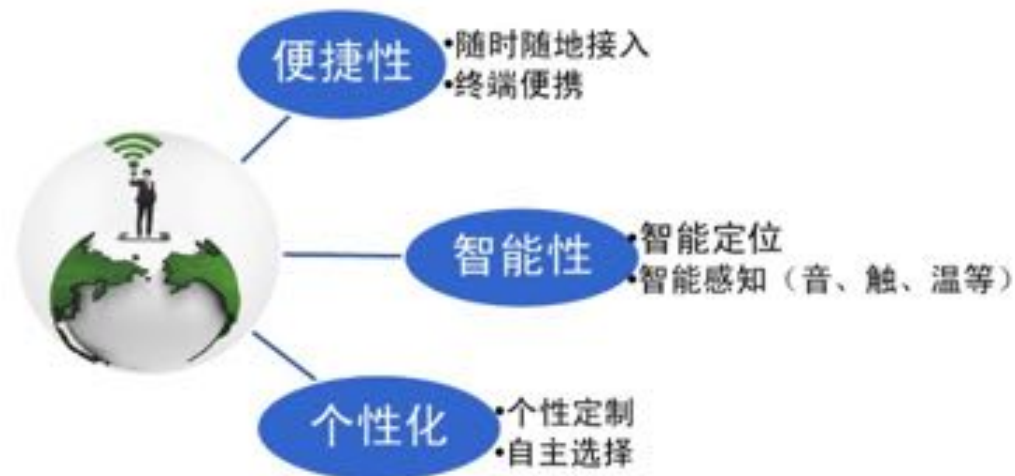 便捷性
•随时随地接入
•终端便携
智能性
•智能定位
•智能感知（音、触、温等）
个性化
•个性定制
•自主选择